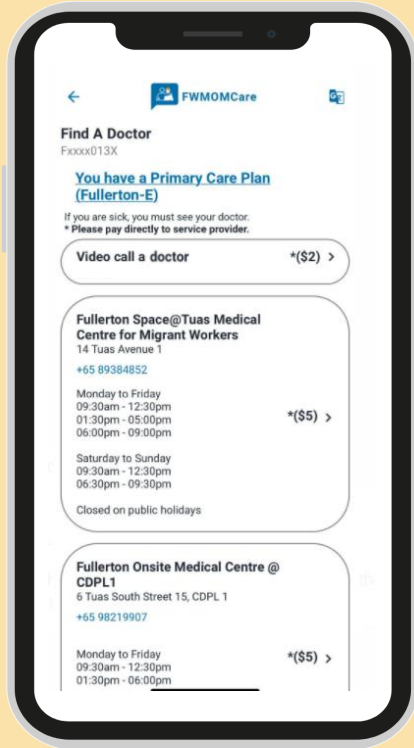 FWMOMCare
Find A Doctor
Fxxxx013X
You have a Primary Care Plan
(Fullerton-E)
If you are sick, you must see your doctor.
* Please pay directly to service provider.
Video call a doctor *($2) >
Fullerton Space@Tuas Medical
Centre for Migrant Workers
14 Tuas Avenue 1
+65 89384852
Monday to Friday
09:30am - 12:30pm
01:30pm - 05:00pm
06:00pm - 09:00pm
*($5) >
Saturday to Sunday
09:30am - 12:30pm
06:30pm - 09:30pm
Closed on public holidays
Fullerton Onsite Medical Centre @
CDPL1
6 Tuas South Street 15, CDPL 1
+65 98219907
Monday to Friday
09:30am - 12:30pm
01:30pm - 06:00pm
*($5) >